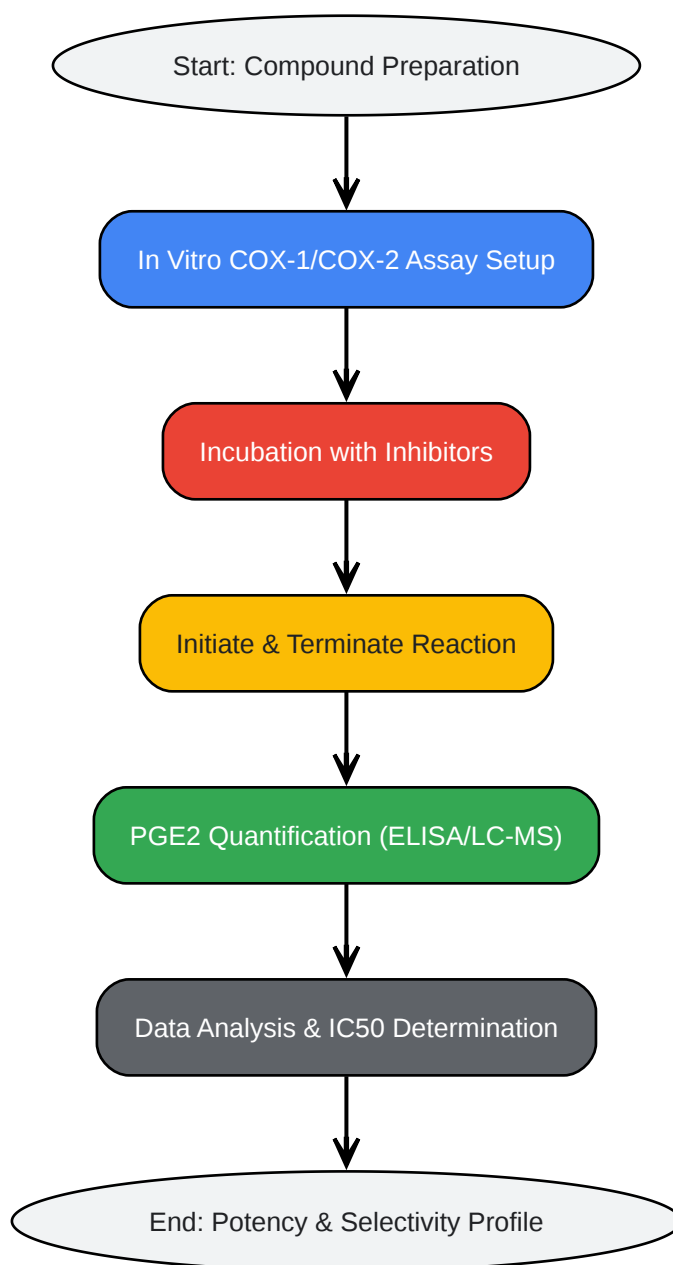 Start: Compound Preparation
In Vitro COX-1/COX-2 Assay Setup
Incubation with Inhibitors
Initiate & Terminate Reaction
PGE2 Quantification (ELISA/LC-MS)
Data Analysis & IC50 Determination
End: Potency & Selectivity Profile